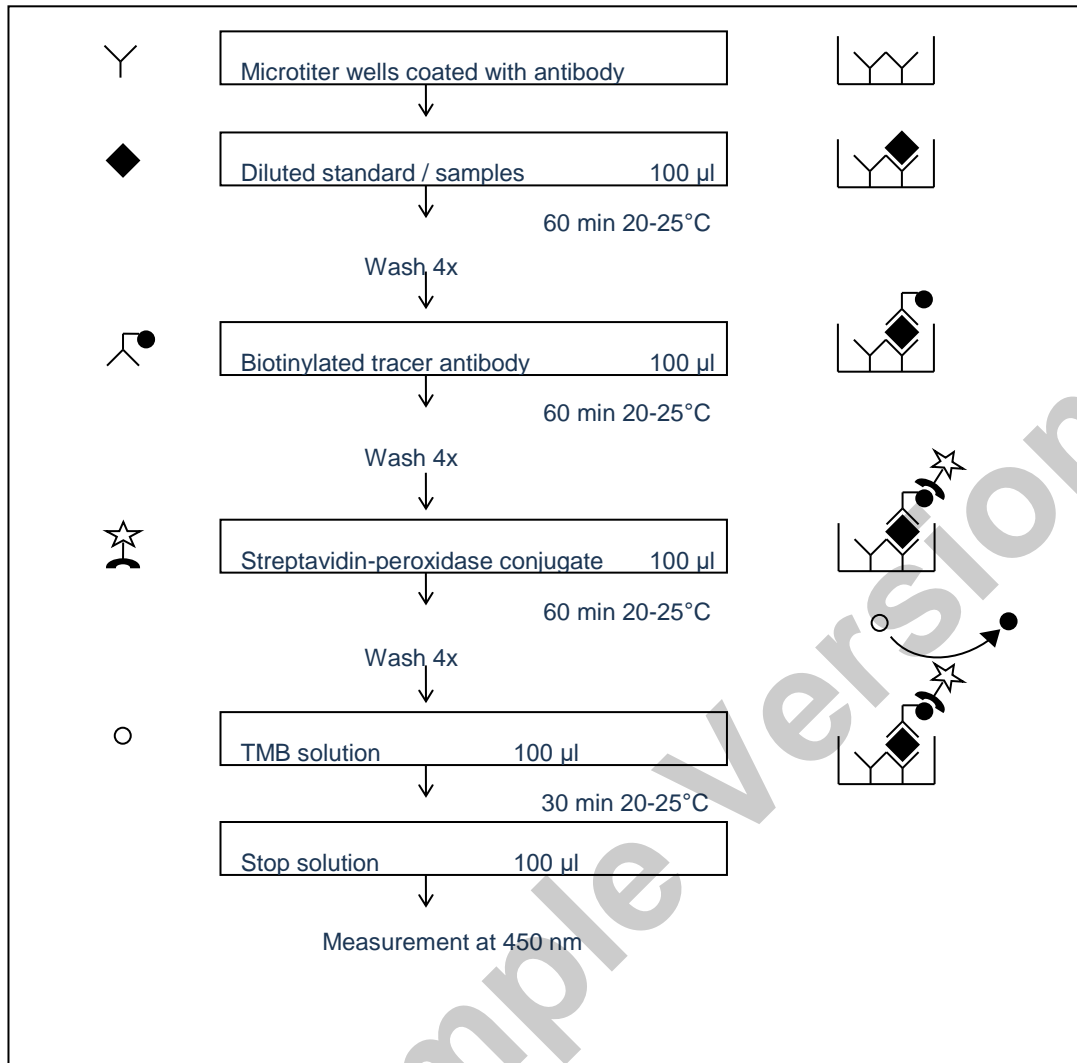 Microtiter wells coated with antibody
Diluted standard / samples 100 µl
60 min 20-25°C
Wash 4x
Biotinylated tracer antibody 100 µl
60 min 20-25°C
Wash 4x
Streptavidin-peroxidase conjugate 100 µl
60 min 20-25°C
Wash 4x
TMB solution 100 µl
30 min 20-25°C
Stop solution 100 µl
Measurement at 450 nm
mple Version